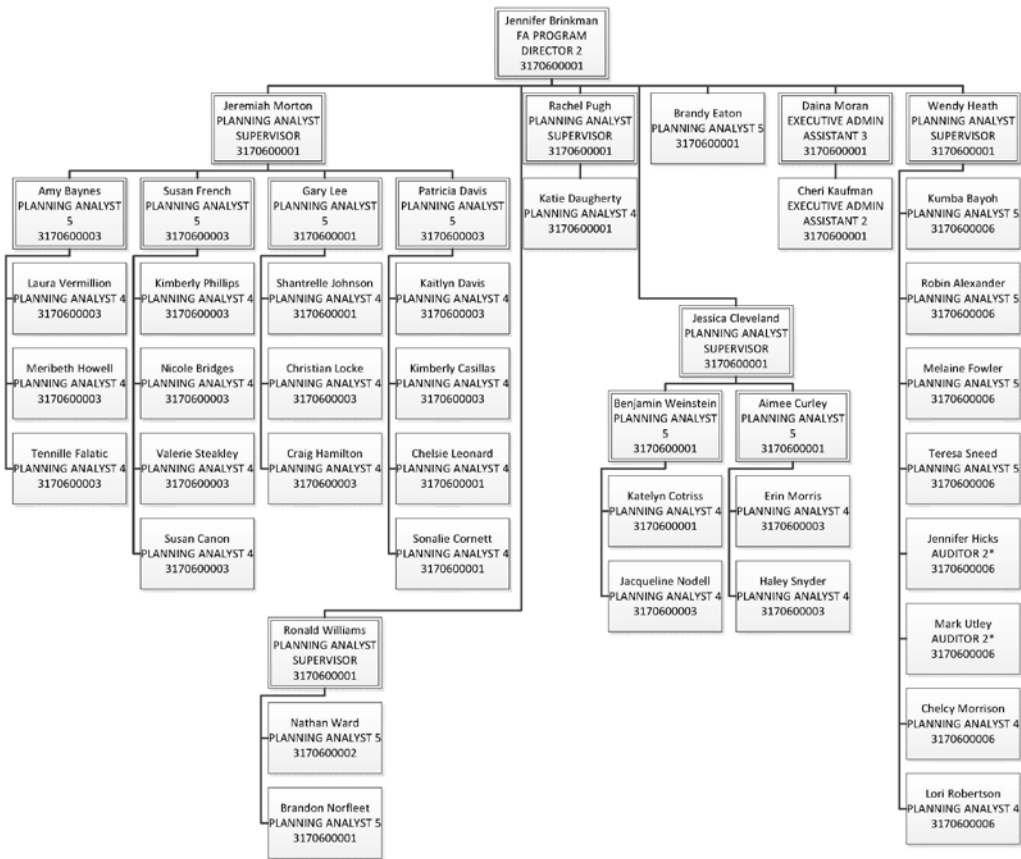 Jennifer Brinkman
FA PROGRAM
DIRECTOR 2
3170600001
Jeremiah Morton
PLANNING ANALYST
SUPERVISOR
3170600001
Rachel Pugh
PLANNING ANALYST
SUPERVISOR
3170600001
Brandy Eaton
PLANNING ANALYST 5
3170600001
Daina Moran
EXECUTIVE ADMIN
ASSISTANT 3
3170600001
Wendy Heath
PLANNING ANALYST
SUPERVISOR
3170600001
Amy Baynes
PLANNING ANALYST
5
3170600003
Susan French
PLANNING ANALYST
5
3170600003
Gary Lee
PLANNING ANALYST
5
3170600001
Patricia Davis
PLANNING ANALYST
5
3170600003
Katie Daugherty
PLANNING ANALYST 4
3170600001
Cheri Kaufman
EXECUTIVE ADMIN
ASSISTANT 2
3170600001
Kumba Bayoh
PLANNING ANALYST 5
3170600006
Laura Vermillion
PLANNING ANALYST 4
3170600003
Kimberly Phillips
PLANNING ANALYST 4
3170600003
Shantrelle Johnson
PLANNING ANALYST 4
3170600001
Kaitlyn Davis
PLANNING ANALYST 4
3170600003
Robin Alexander
PLANNING ANALYST 5
3170600006
Jessica Cleveland
PLANNING ANALYST
SUPERVISOR
3170600001
Meribeth Howell
PLANNING ANALYST 4
3170600003
Nicole Bridges
PLANNING ANALYST 4
3170600003
Christian Locke
PLANNING ANALYST 4
3170600003
Kimberly Casillas
PLANNING ANALYST 4
3170600003
Melaine Fowler
PLANNING ANALYST 5
3170600006
Benjamin Weinstein
PLANNING ANALYST
5
3170600001
Aimee Curley
PLANNING ANALYST
5
3170600001
Tennille Falatic
PLANNING ANALYST 4
3170600003
Valerie Steakley
PLANNING ANALYST 4
3170600003
Craig Hamilton
PLANNING ANALYST 4
3170600003
Chelsie Leonard
PLANNING ANALYST 4
3170600001
Teresa Sneed
PLANNING ANALYST 5
3170600006
Katelyn Cotriss
PLANNING ANALYST 4
3170600001
Erin Morris
PLANNING ANALYST 4
3170600003
Susan Canon
PLANNING ANALYST 4
3170600003
Sonalie Cornett
PLANNING ANALYST 4
3170600001
Jennifer Hicks
AUDITOR 2*
3170600006
Jacqueline Nodell
PLANNING ANALYST 4
3170600003
Haley Snyder
PLANNING ANALYST 4
3170600003
Ronald Williams
PLANNING ANALYST
SUPERVISOR
3170600001
Mark Utley
AUDITOR 2*
3170600006
Nathan Ward
PLANNING ANALYST 5
3170600002
Chelcy Morrison
PLANNING ANALYST 4
3170600006
Brandon Norfleet
PLANNING ANALYST 5
3170600001
Lori Robertson
PLANNING ANALYST 4
3170600006